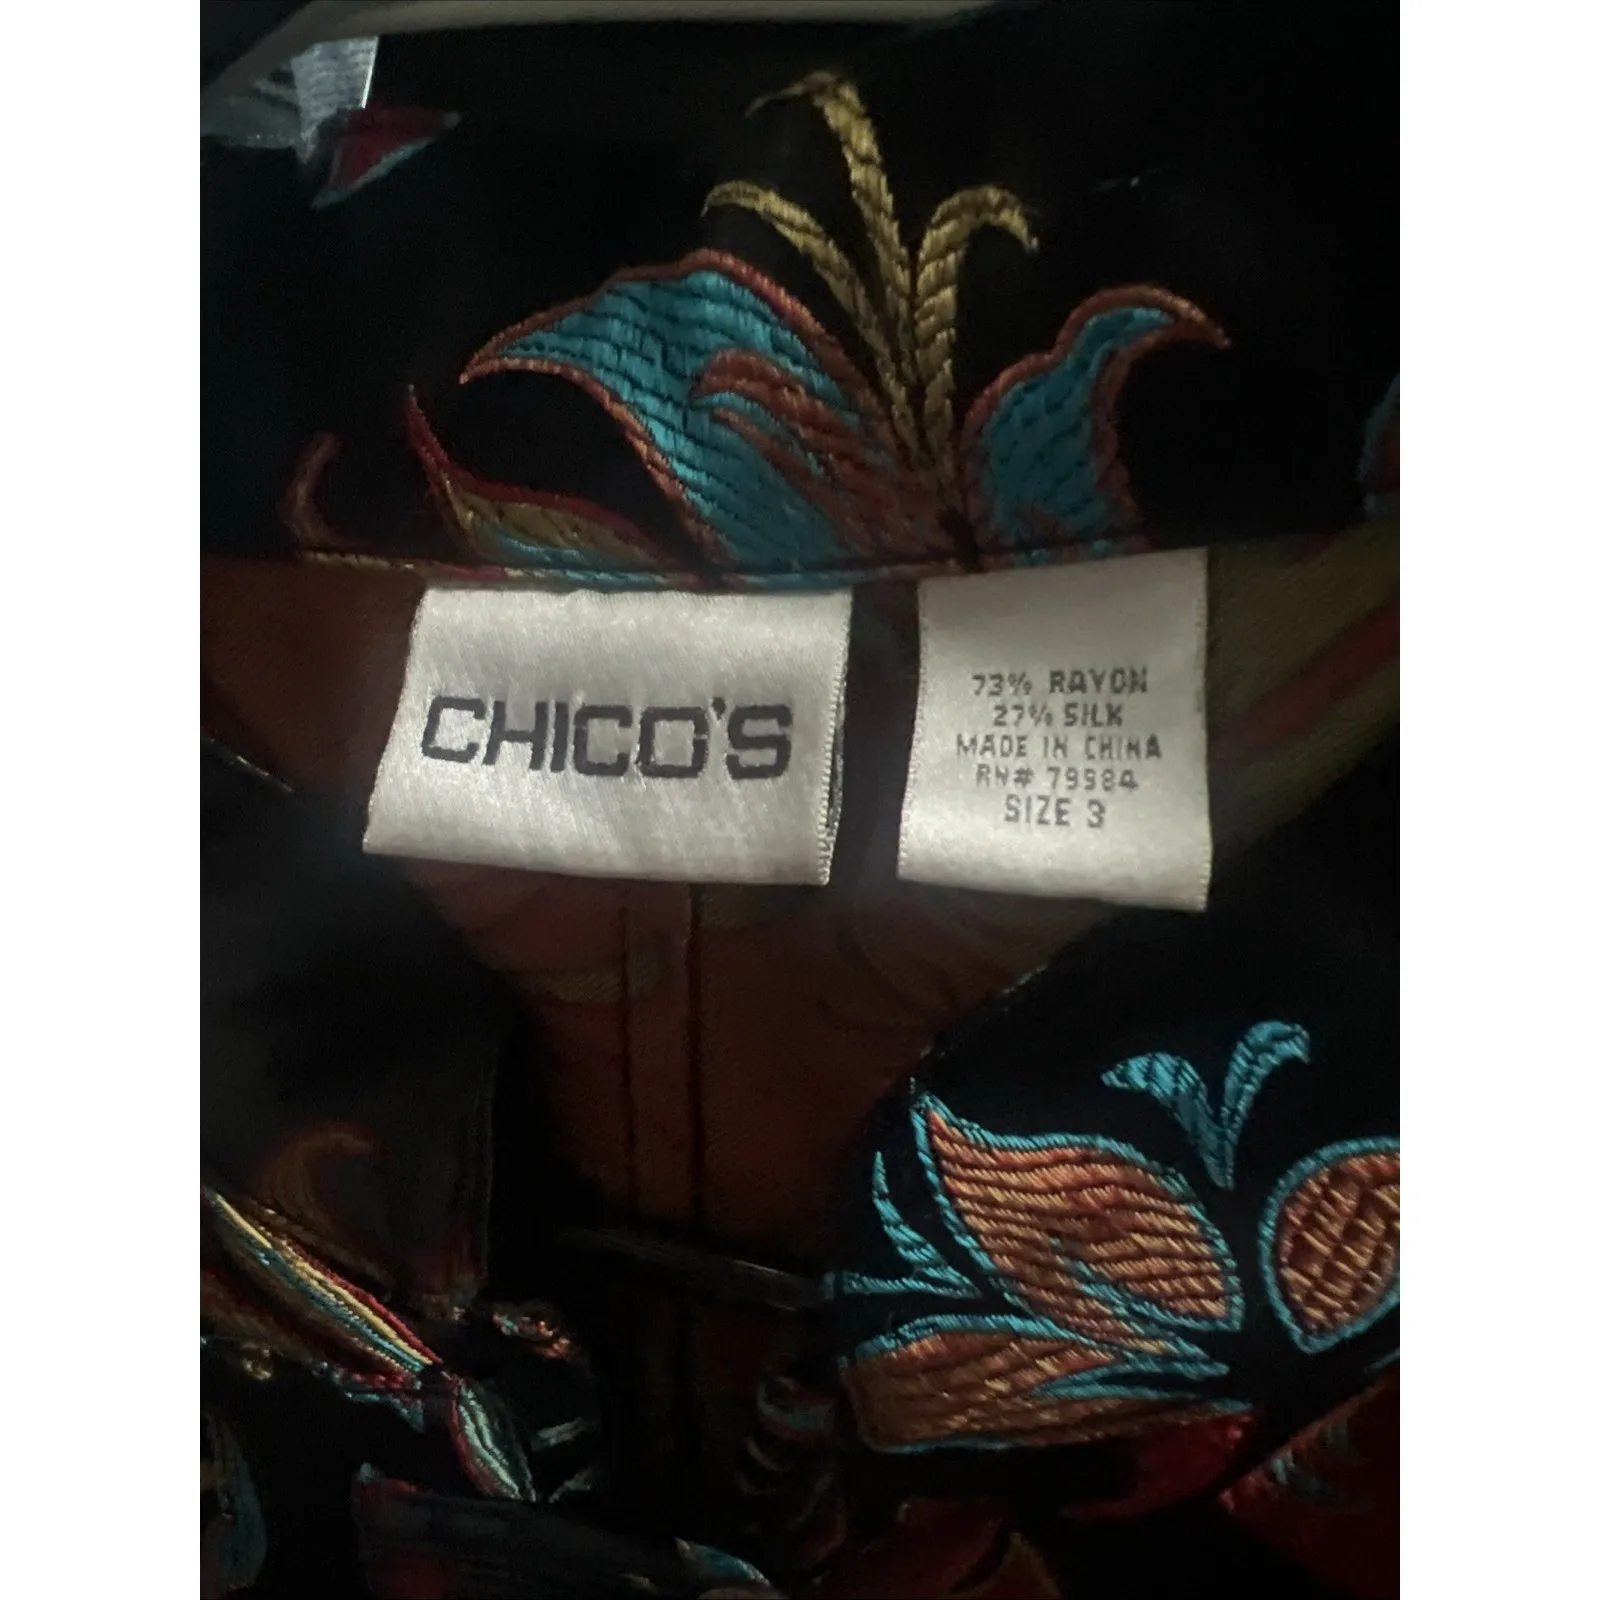 CHICO'S
73% RAYON
27% SILK
MADE IN CHINA
RN# 79984
SIZE 3